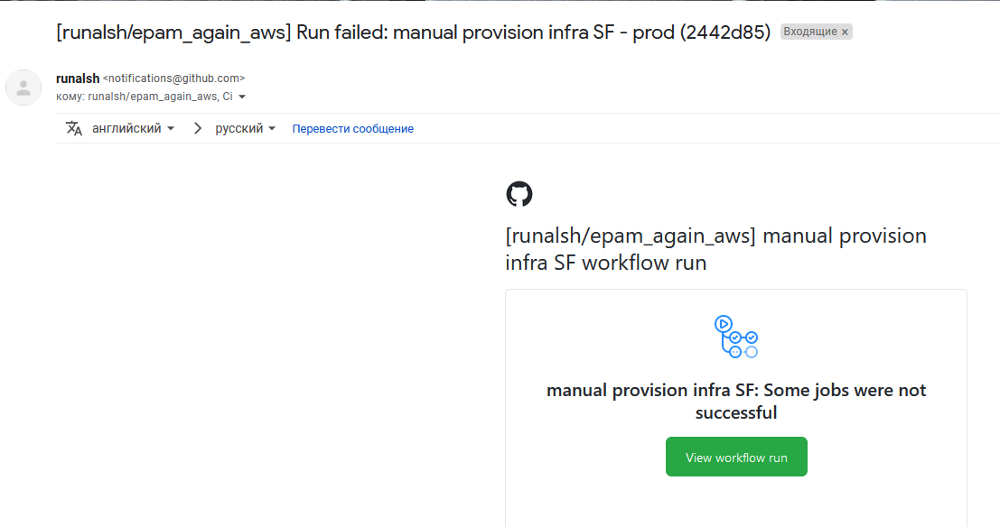 [runalsh/epam_again_aws] Run failed: manual provision infra SF - prod (2442d85) Входящие ×
runalsh <notifications@github.com>
кому: runalsh/epam_again_aws, Ci
английский > русский Перевести сообщение
[runalsh/epam_again_aws] manual provision
infra SF workflow run
manual provision infra SF: Some jobs were not
successful
View workflow run